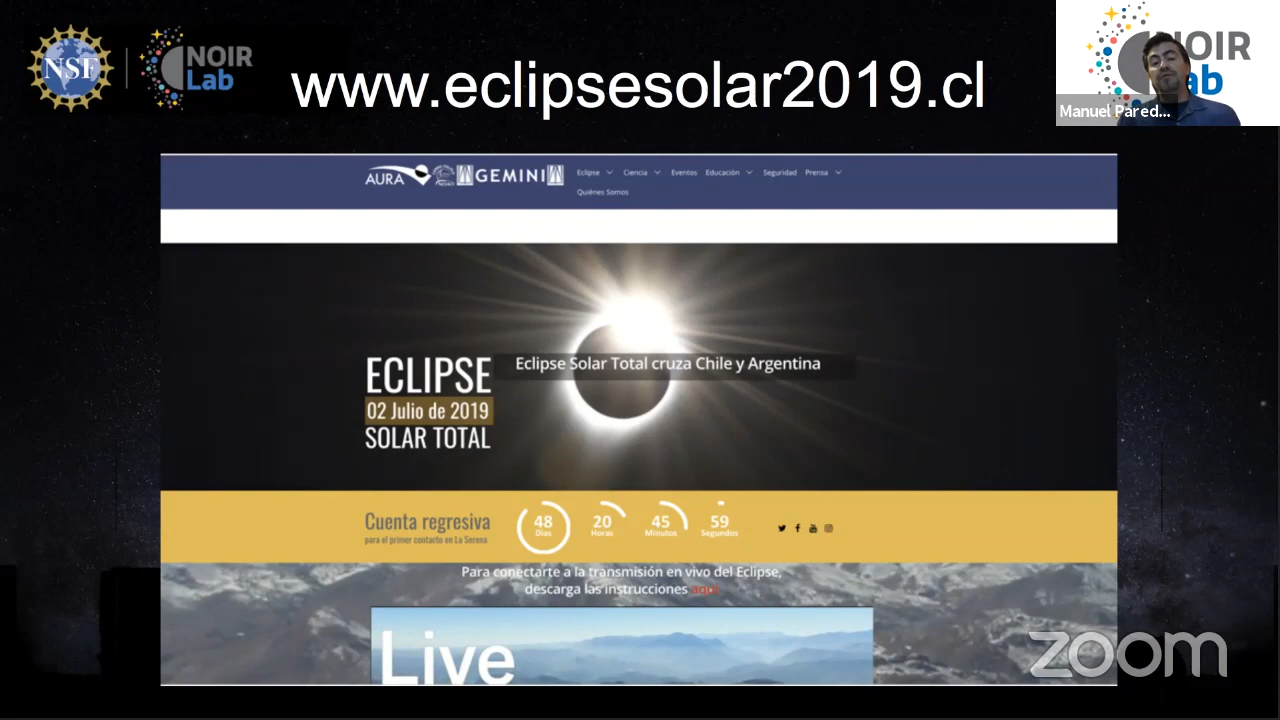 NSF
NOIR
Lab
www.eclipsesolar2019.cl
NOIR
ab
Manuel Pared...
AURA
GEMINI
Eclipse Ciencia Eventos Educación Seguridad Prensa
Quiénes Somos
Eclipse Solar Total cruza Chile y Argentina
ECLIPSE
02 Julio de 2019
SOLAR TOTAL
Cuenta regresiva
para el primer contacto en La Serena
48 20 45 59
Días Horas Minutos Segundos
Para conectarte a la transmisión en vivo del Eclipse,
descarga las instrucciones aquí
Live
zoom